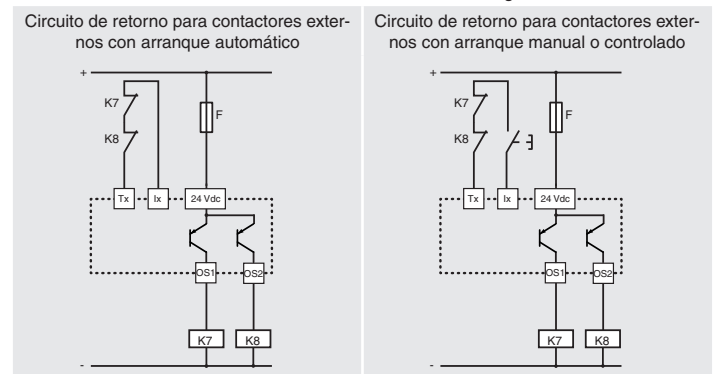 Circuito de retorno para contactores exter-
nos con arranque automático
+
K7
K8
F
Tx
Ix
24 Vdc
OS1
OS2
K7
K8
-
Circuito de retorno para contactores exter-
nos con arranque manual o controlado
+
K7
K8
F
Tx
Ix
24 Vdc
OS1
OS2
K7
K8
-